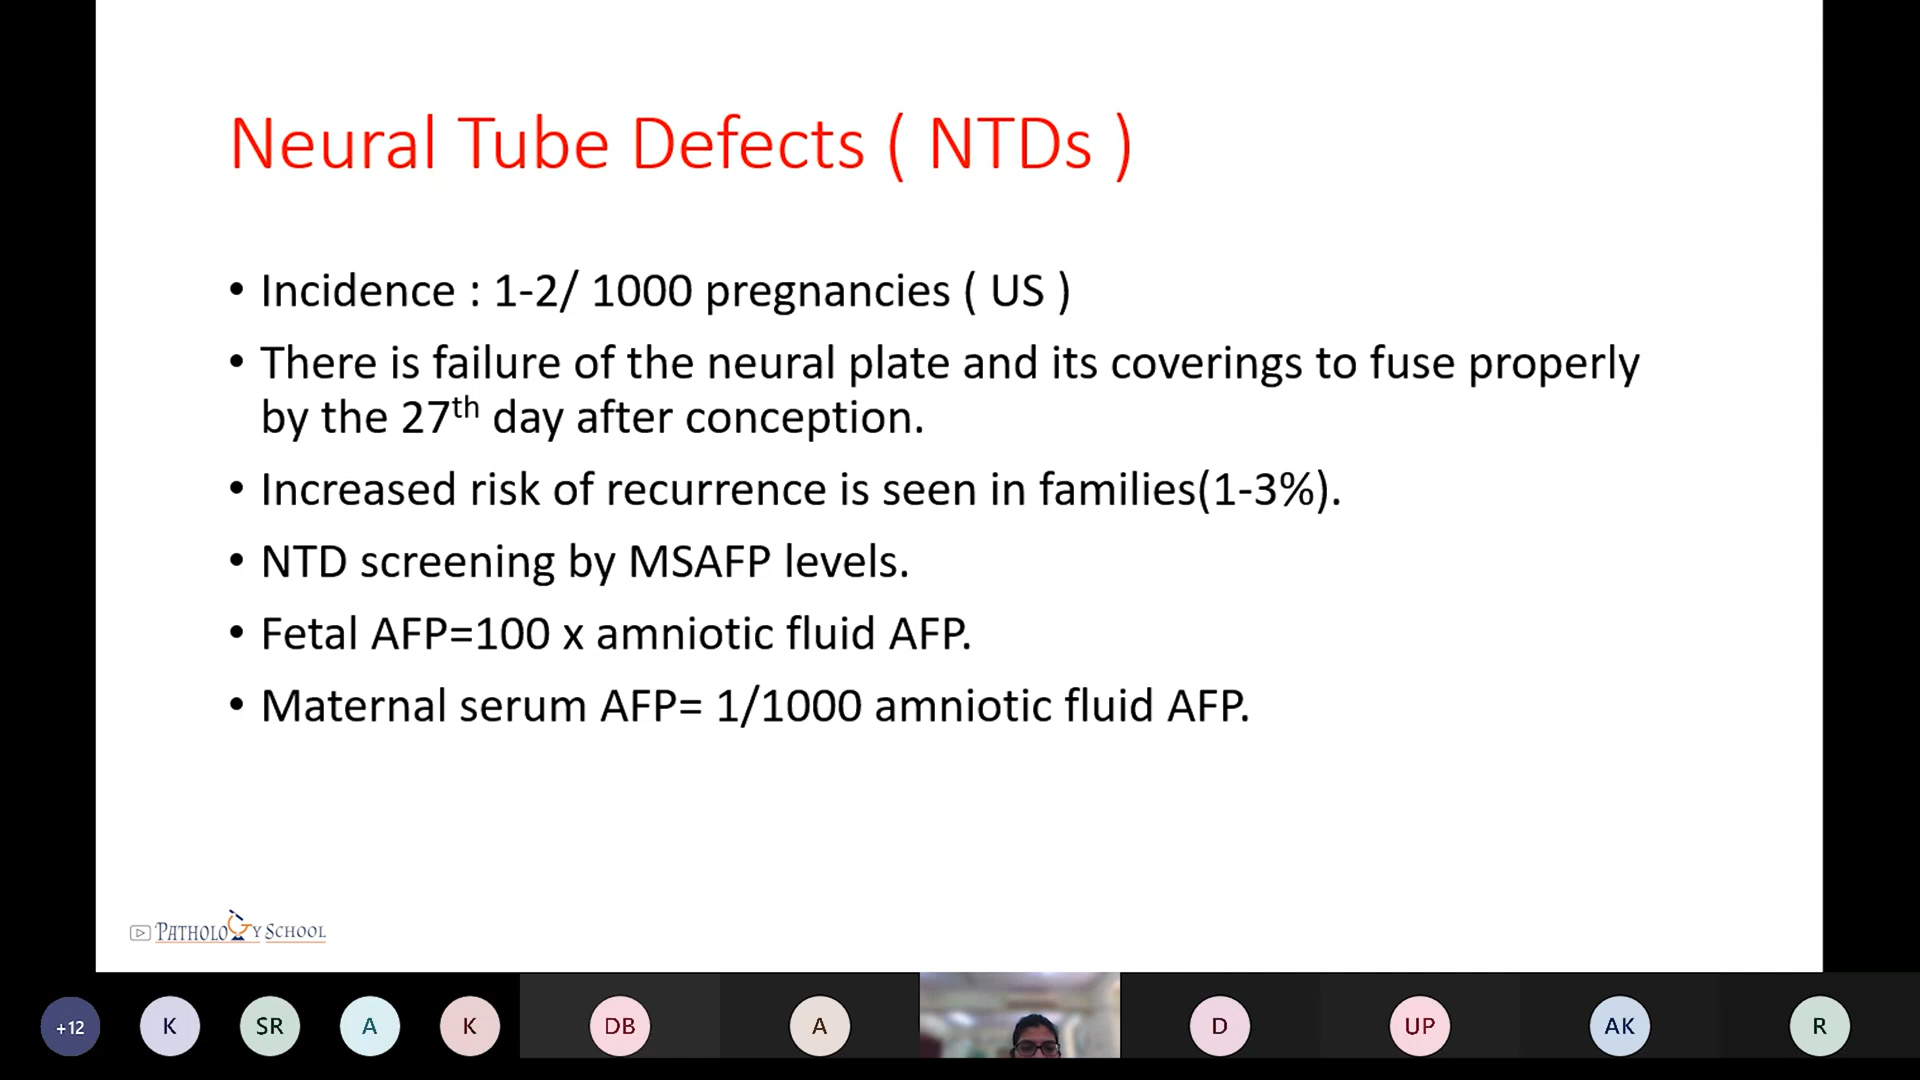 Neural Tube Defects ( NTDs )
• Incidence : 1-2/ 1000 pregnancies ( US )
• There is failure of the neural plate and its coverings to fuse properly
by the 27th day after conception.
• Increased risk of recurrence is seen in families(1-3%).
• NTD screening by MSAFP levels.
• Fetal AFP=100 x amniotic fluid AFP.
• Maternal serum AFP= 1/1000 amniotic fluid AFP.
PATHOLOGY SCHOOL
+12 K SR A K DB A D UP AK R